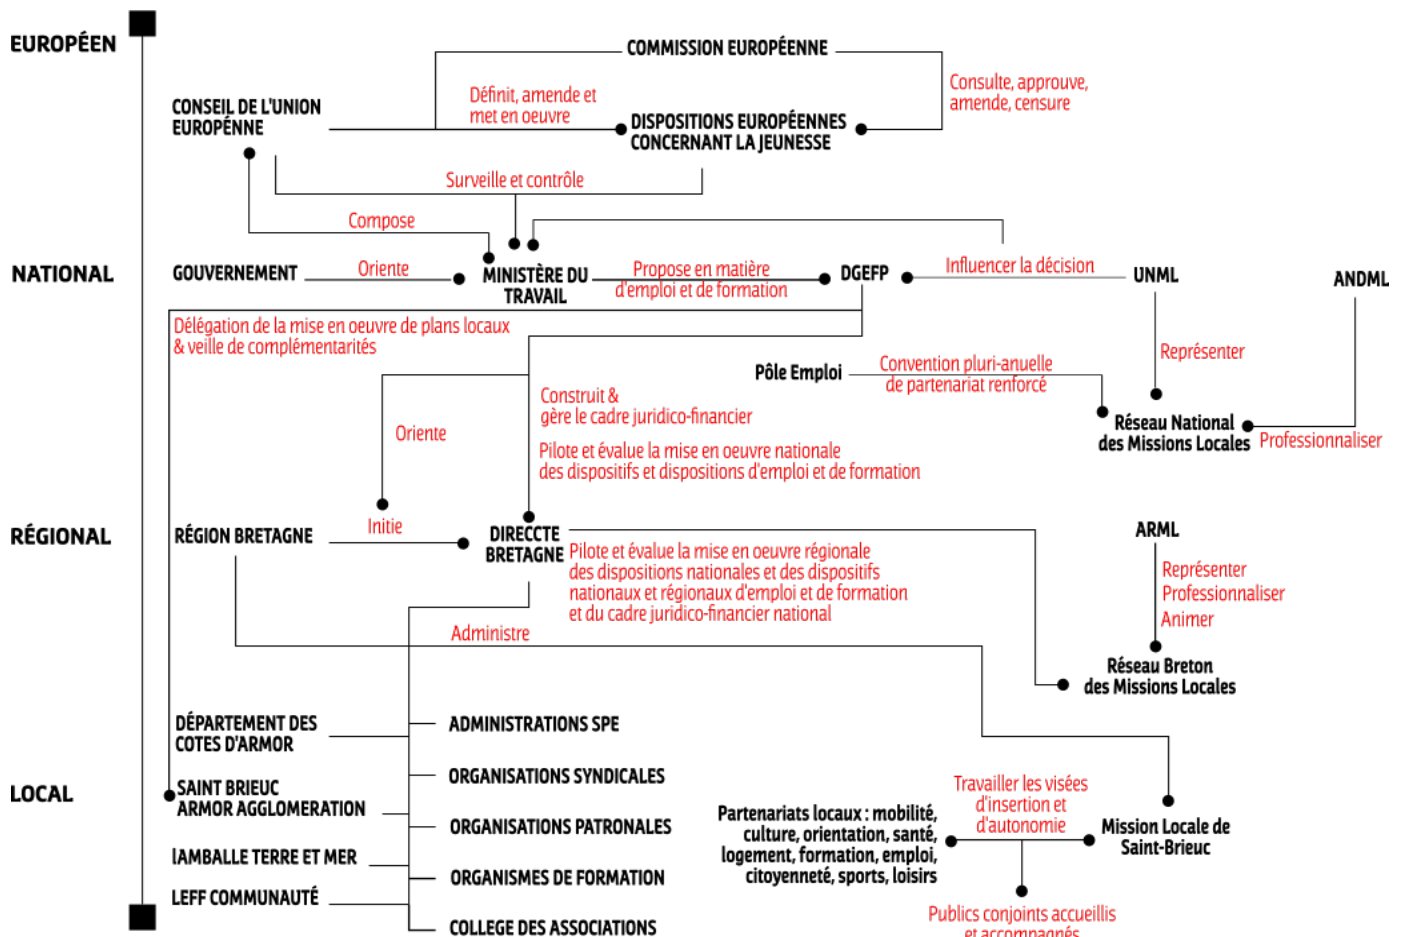 EUROPÉEN
COMMISSION EUROPÉENNE
Consulte, approuve,
amende, censure
Définit, amende et
met en oeuvre
CONSEIL DE L'UNION
EUROPÉNNE
DISPOSITIONS EUROPÉENNES
CONCERNANT LA JEUNESSE
Surveille et contrôle
Compose
NATIONAL
GOUVERNEMENT
Oriente
MINISTÈRE DU
TRAVAIL
Propose en matière
d'emploi et de formation
DGEFP
Influencer la décision
UNML
ANDML
Délégation de la mise en oeuvre de plans locaux
& veille de complémentarités
Représenter
Pôle Emploi
Convention pluri-anuelle
de partenariat renforcé
Construit &
gère le cadre juridico-financier
Oriente
Réseau National
des Missions Locales
Professionnaliser
Pilote et évalue la mise en oeuvre nationale
des dispositifs et dispositions d'emploi et de formation
RÉGIONAL
RÉGION BRETAGNE
Initie
DIRECCTE
BRETAGNE
Pilote et évalue la mise en oeuvre régionale
des dispositions nationales et des dispositifs
nationaux et régionaux d'emploi et de formation
et du cadre juridico-financier national
ARML
Représenter
Professionnaliser
Animer
Administre
Réseau Breton
des Missions Locales
DÉPARTEMENT DES
COTES D'ARMOR
ADMINISTRATIONS SPE
LOCAL
SAINT BRIEUC
ARMOR AGGLOMERATION
ORGANISATIONS SYNDICALES
ORGANISATIONS PATRONALES
lAMBALLE TERRE ET MER
ORGANISMES DE FORMATION
LEFF COMMUNAUTÉ
COLLEGE DES ASSOCIATIONS
Partenariats locaux : mobilité,
culture, orientation, santé,
logement, formation, emploi,
citoyenneté, sports, loisirs
Travailler les visées
d'insertion et
d'autonomie
Mission Locale de
Saint-Brieuc
Publics conjoints accueillis
et accompagnés